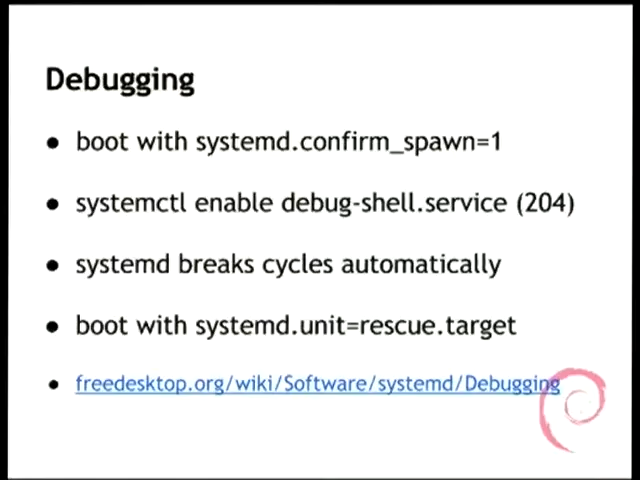 Debugging
● boot with systemd.confirm_spawn=1
● systemctl enable debug-shell.service (204)
● systemd breaks cycles automatically
● boot with systemd.unit=rescue.target
● freedesktop.org/wiki/Software/systemd/Debugging